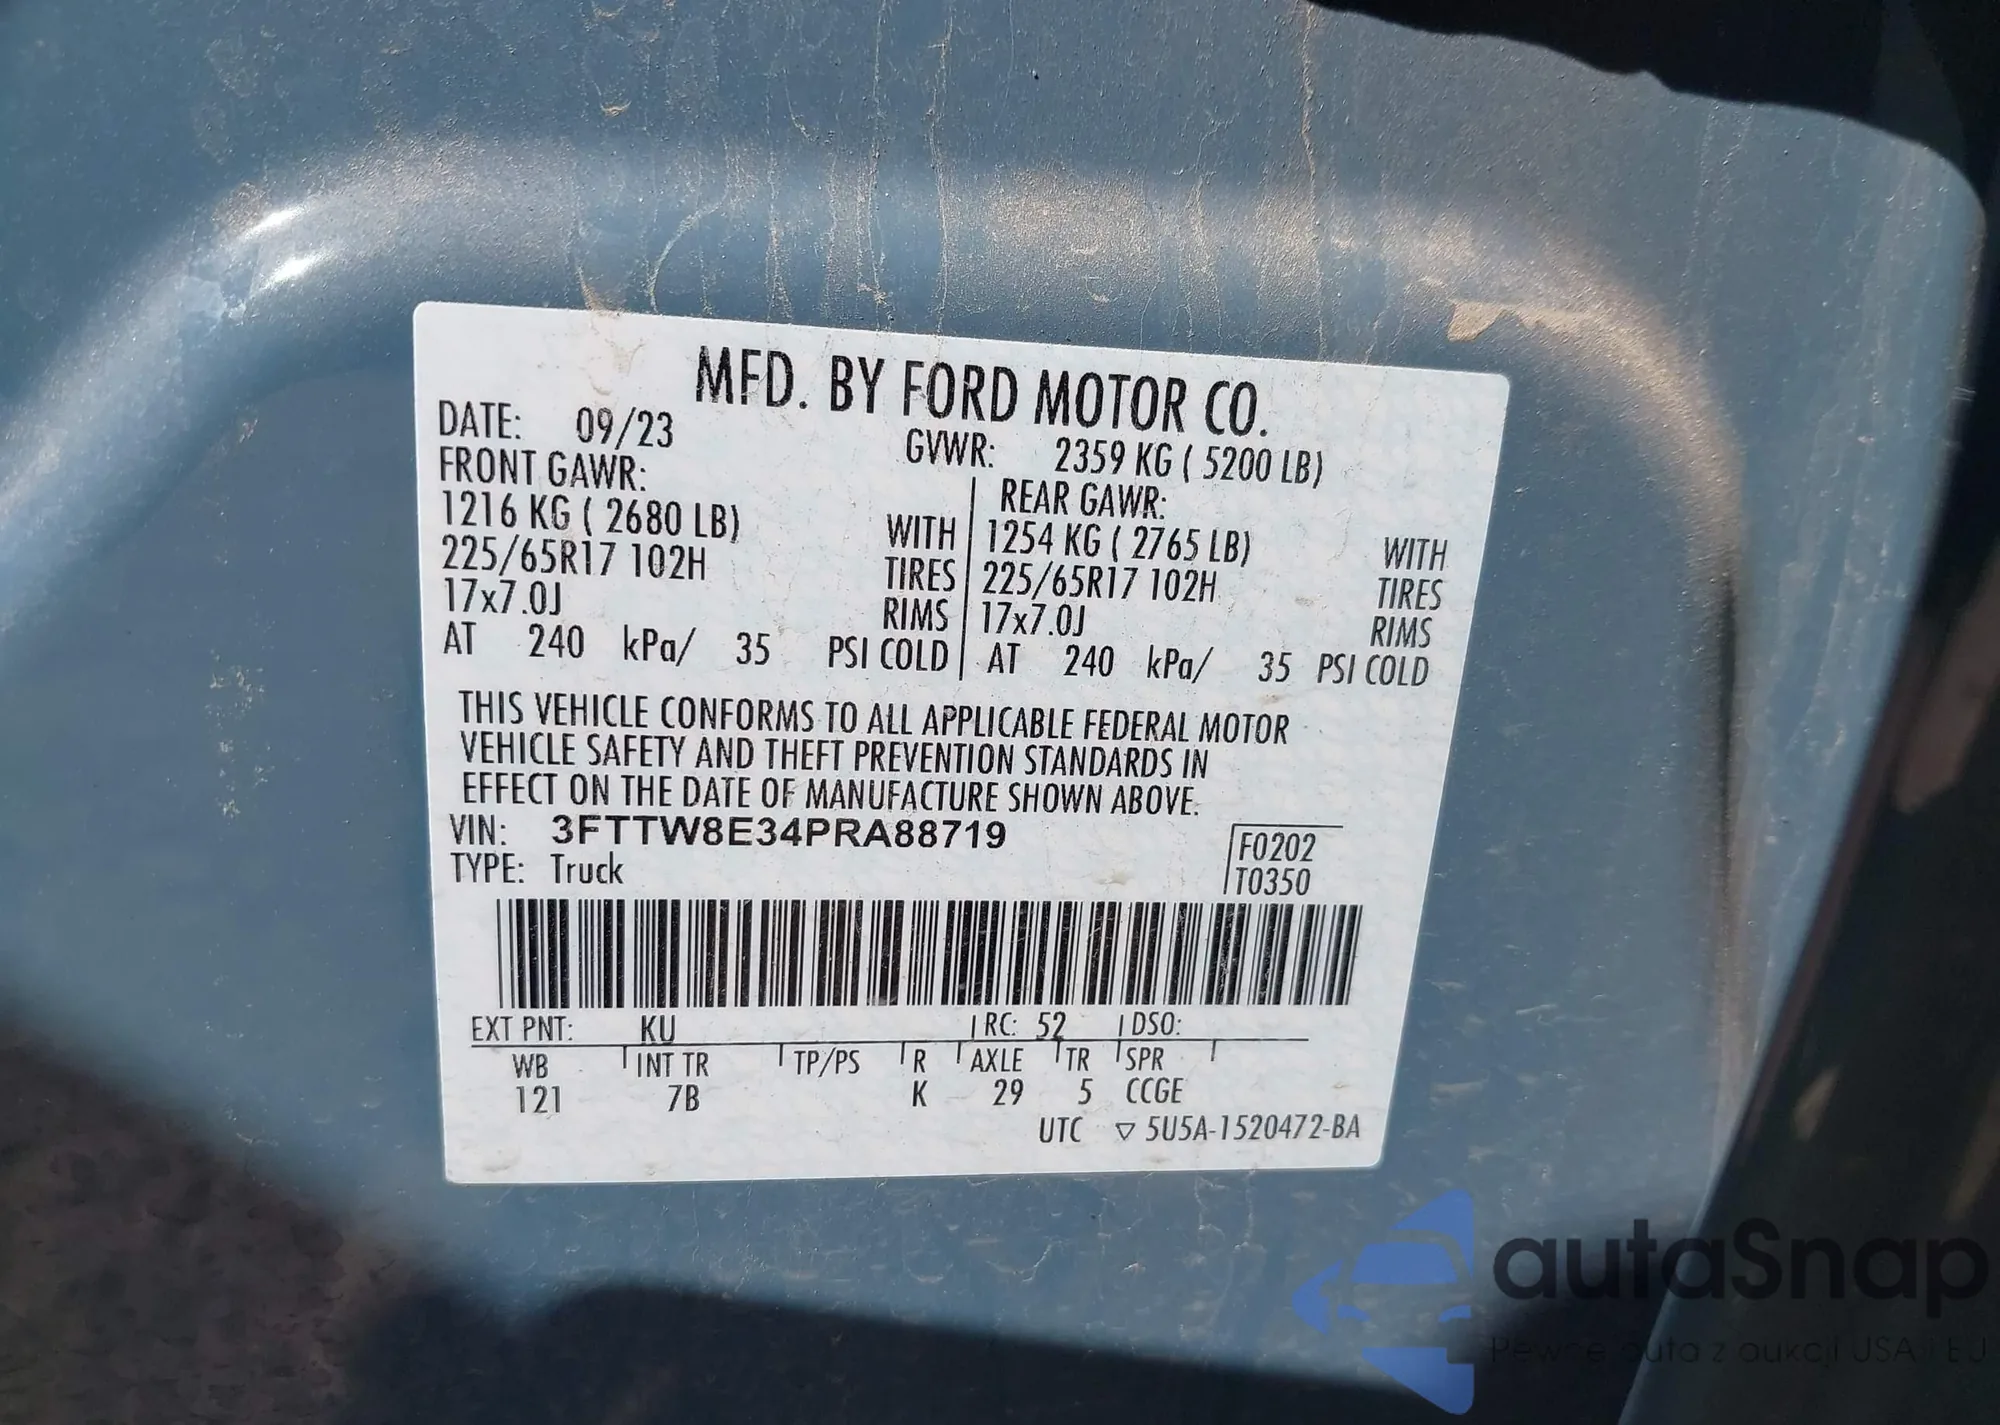 MFD. BY FORD MOTOR CO.
DATE: 09/23 GVWR: 2359 KG ( 5200 LB)
FRONT GAWR: REAR GAWR:
1216 KG ( 2680 LB) WITH 1254 KG ( 2765 LB) WITH
225/65R17 102H TIRES 225/65R17 102H TIRES
17x7.0J RIMS 17x7.0J RIMS
AT 240 kPa/ 35 PSI COLD AT 240 kPa/ 35 PSI COLD
THIS VEHICLE CONFORMS TO ALL APPLICABLE FEDERAL MOTOR
VEHICLE SAFETY AND THEFT PREVENTION STANDARDS IN
EFFECT ON THE DATE OF MANUFACTURE SHOWN ABOVE.
VIN: 3FTTW8E34PRA88719 F0202
TYPE: Truck T0350
EXT PNT: KU RC: 52 DSO:
WB INT TR TP/PS R AXLE TR SPR
121 7B K 29 5 CCGE
UTC ▽ 5U5A-1520472-BA
autaSnap
Pewne auta z aukcji USA i EU